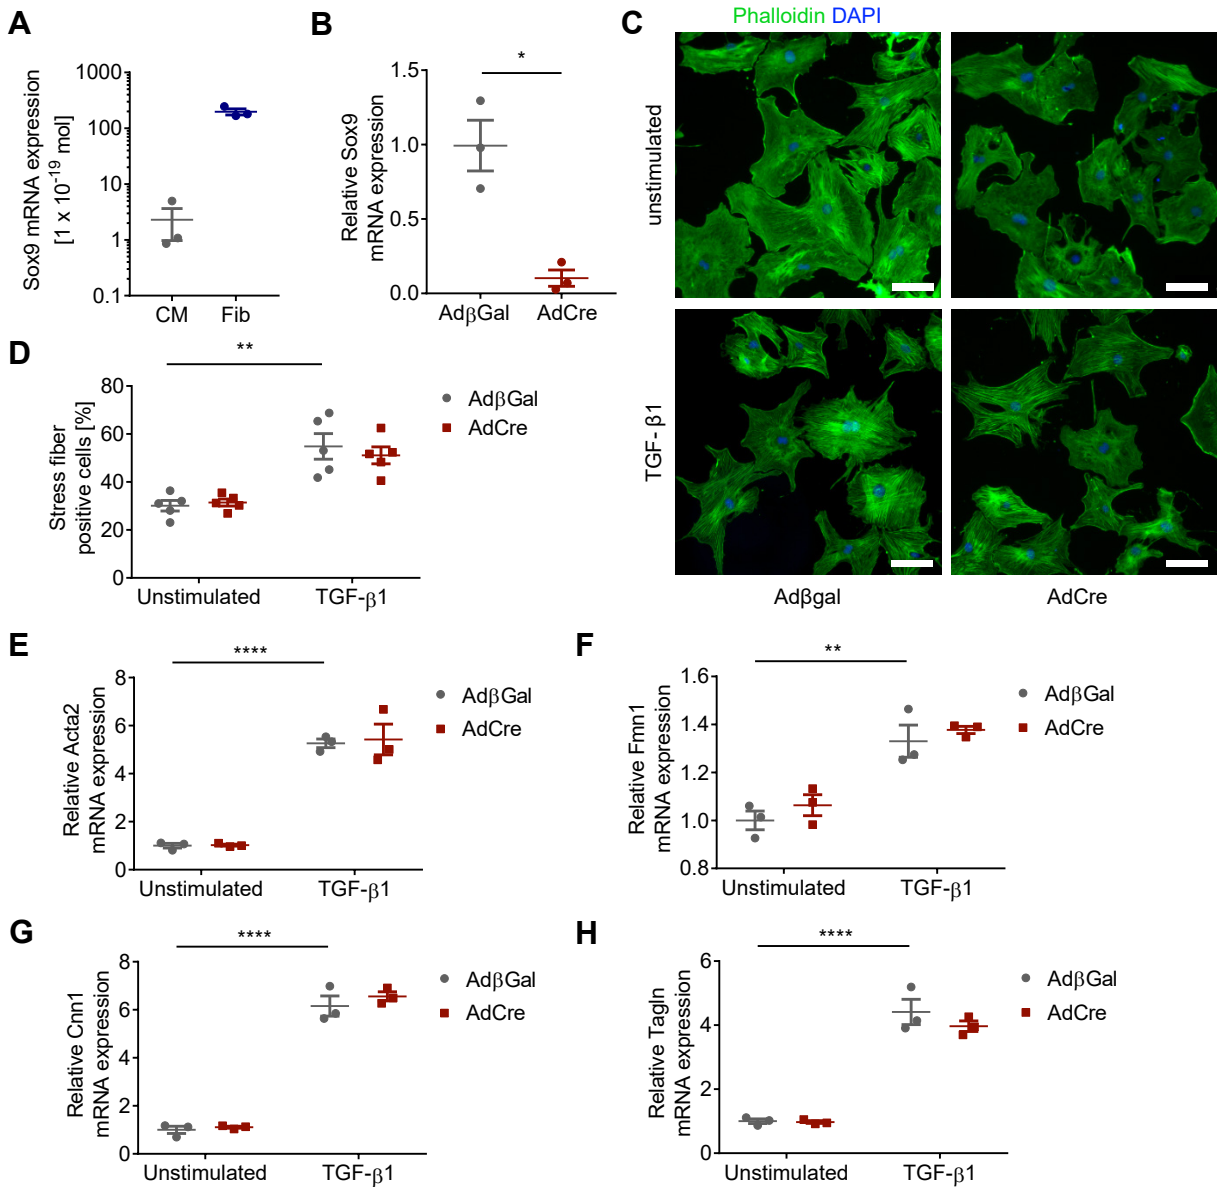 A
Sox9 mRNA expression
[1 x 10⁻¹⁹ mol]
1000
100
10
1
0.1
CM Fib
B
*
Relative Sox9
mRNA expression
1.5
1.0
0.5
0.0
AdβGal AdCre
C
Phalloidin DAPI
unstimulated
TGF- β1
Adβgal AdCre
D
**
Stress fiber
positive cells [%]
80
60
40
20
0
Unstimulated TGF-β1
AdβGal
AdCre
E
****
Relative Acta2
mRNA expression
8
6
4
2
0
Unstimulated TGF-β1
AdβGal
AdCre
F
**
Relative Fmn1
mRNA expression
1.6
1.4
1.2
1.0
0.8
Unstimulated TGF-β1
AdβGal
AdCre
G
****
Relative Cnn1
mRNA expression
8
6
4
2
0
Unstimulated TGF-β1
AdβGal
AdCre
H
****
Relative Tagln
mRNA expression
6
4
2
0
Unstimulated TGF-β1
AdβGal
AdCre